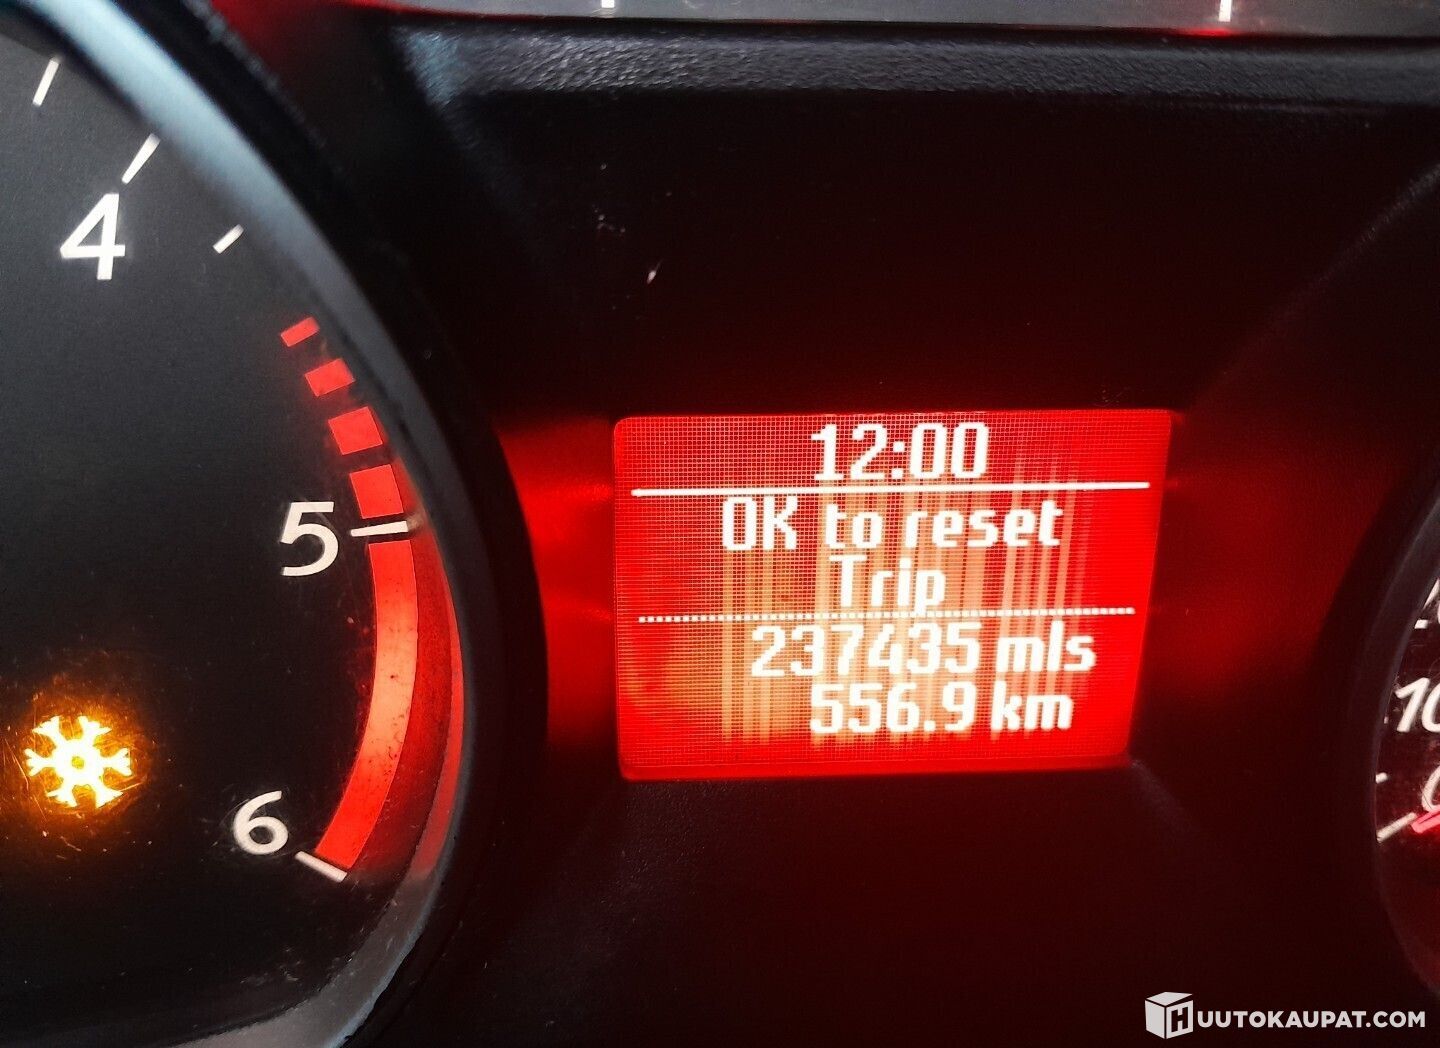 4
5
6
12:00
OK to reset
Trip
237435 mls
556.9 km
HUUTOKAUPAT.COM